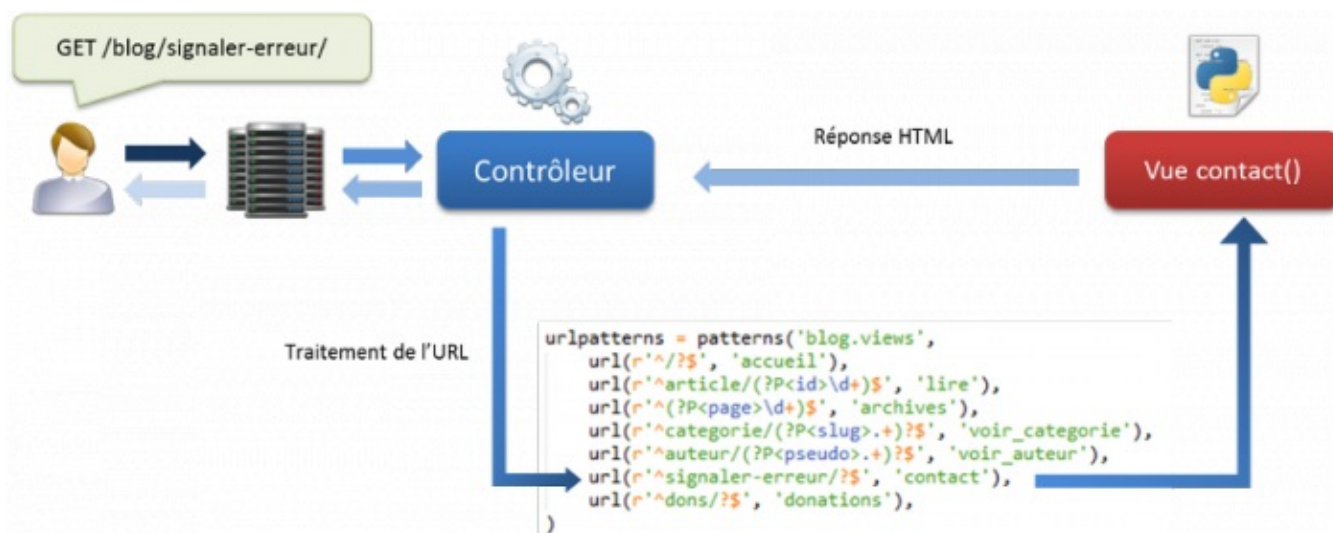 GET /blog/signaler-erreur/
Contrôleur
Réponse HTML
Vue contact()
Traitement de l'URL
urlpatterns = patterns('blog.views',
    url(r'^/?$', 'accueil'),
    url(r'^article/(?P<id>\d+)$', 'lire'),
    url(r'^(?P<page>\d+)$', 'archives'),
    url(r'^categorie/(?P<slug>.+)?$', 'voir_categorie'),
    url(r'^auteur/(?P<pseudo>.+)?$', 'voir_auteur'),
    url(r'^signaler-erreur/?$', 'contact'),
    url(r'^dons/?$', 'donations'),
)